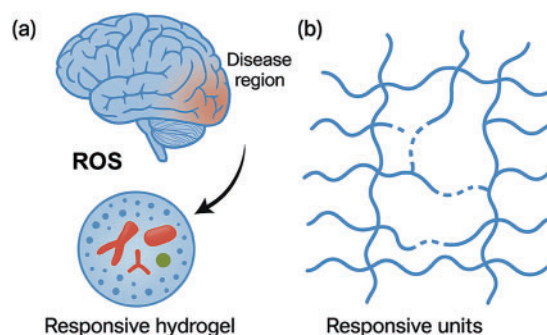 (a)
Disease
region
ROS
Responsive hydrogel
(b)
Responsive units